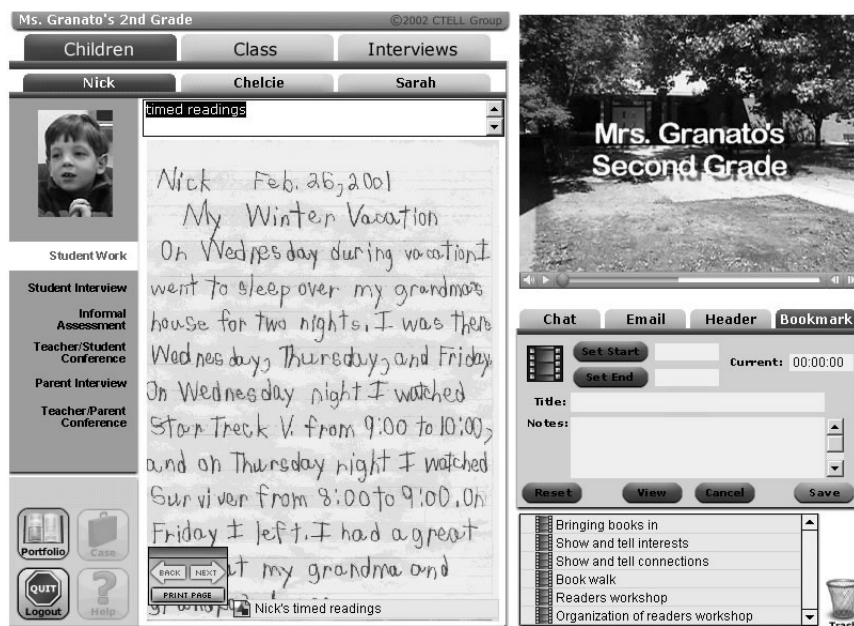 Ms. Granato's 2nd Grade
©2002 CTELL Group
Children
Class
Interviews
Nick
Chelcie
Sarah
timed readings
Student Work
Student Interview
Informal
Assessment
Teacher/Student
Conference
Parent Interview
Teacher/Parent
Conference
Portfolio
Case
QUIT
Logout
Help
Nick Feb. 26, 2001
My Winter Vacation
On Wednesday during vacation I
went to sleep over my grandma's
house for two nights. I was there
Wednesday, Thursday, and Friday
On Wednesday night I watched
Star Treck V. from 9:00 to 10:00,
and on Thursday night I watched
Surviver from 8:00 to 9:00. On
Friday I left. I had a great
at my grandma and
BACK
NEXT
PRINT PAGE
Nick's timed readings
Mrs. Granato's
Second Grade
Chat
Email
Header
Bookmark
Set Start
Set End
Current: 00:00:00
Title:
Notes:
Reset
View
Cancel
Save
Bringing books in
Show and tell interests
Show and tell connections
Book walk
Readers workshop
Organization of readers workshop
Trash